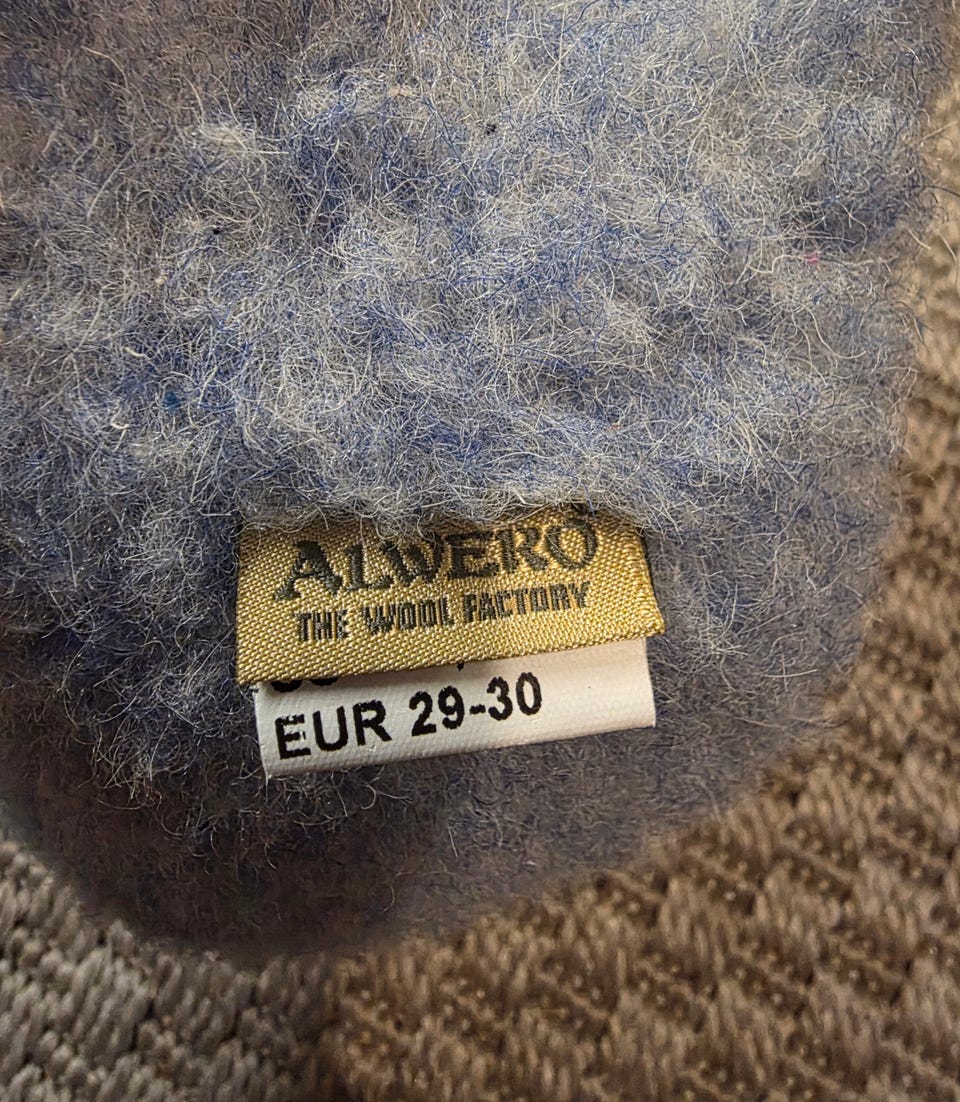 ALWERO
THE WOOL FACTORY
EUR 29-30